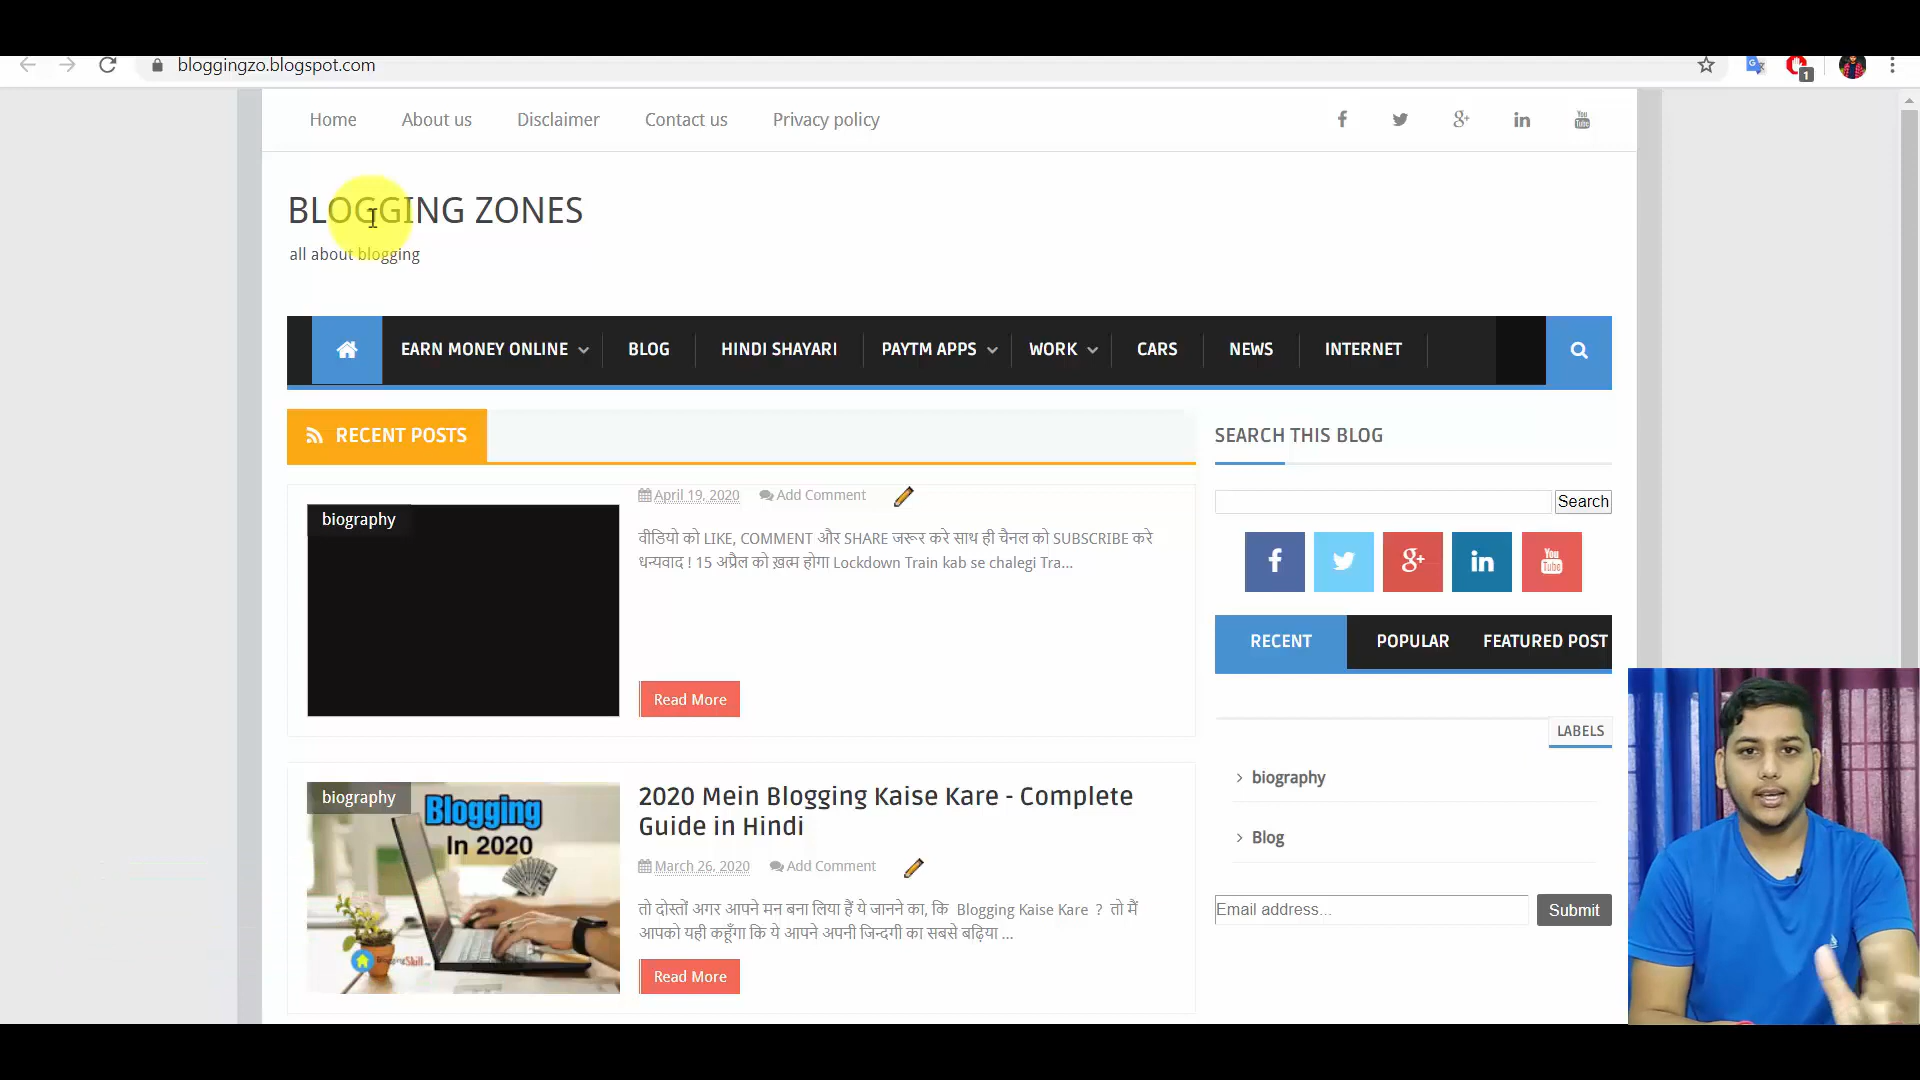 bloggingzo.blogspot.com
1
Home About us Disclaimer Contact us Privacy policy
You Tube
BLOGGING ZONES
all about blogging
EARN MONEY ONLINE BLOG HINDI SHAYARI PAYTM APPS WORK CARS NEWS INTERNET
RECENT POSTS
SEARCH THIS BLOG
Search
April 19, 2020 Add Comment
biography
वीडियो को LIKE, COMMENT और SHARE जरूर करे साथ ही चैनल को SUBSCRIBE करे
धन्यवाद ! 15 अप्रैल को ख़त्म होगा Lockdown Train kab se chalegi Tra...
Read More
You Tube
RECENT POPULAR FEATURED POST
LABELS
biography
Blog
Email address... Submit
biography
Blogging
In 2020
2020 Mein Blogging Kaise Kare - Complete
Guide in Hindi
March 26, 2020 Add Comment
तो दोस्तों अगर आपने मन बना लिया हैं ये जानने का, कि Blogging Kaise Kare ? तो मैं
आपको यही कहूँगा कि ये आपने अपनी जिन्दगी का सबसे बढ़िया ...
Read More